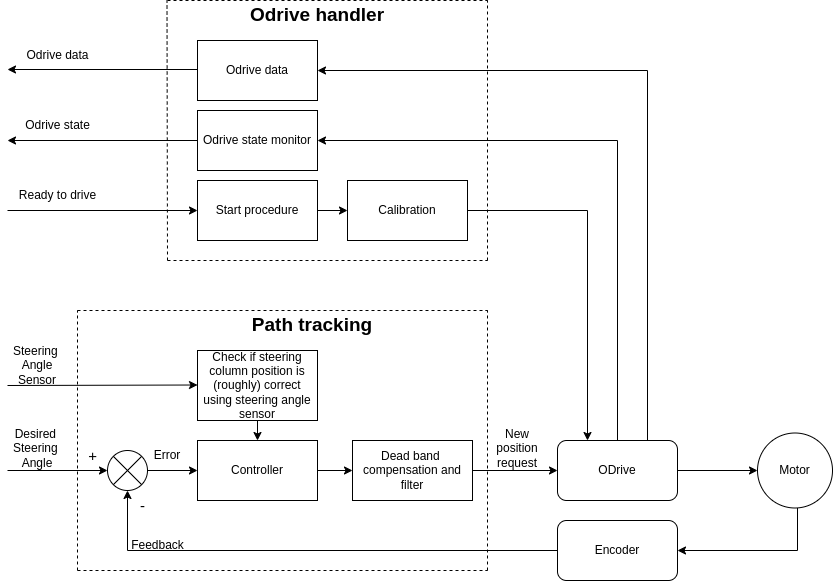 Odrive handler
Odrive data
Odrive data
Odrive state
Odrive state monitor
Ready to drive
Start procedure
Calibration
Path tracking
Steering
Angle
Sensor
Check if steering
column position is
(roughly) correct
using steering angle
sensor
Desired
Steering
Angle
+
-
Error
Controller
Dead band
compensation and
filter
New
position
request
ODrive
Motor
Feedback
Encoder